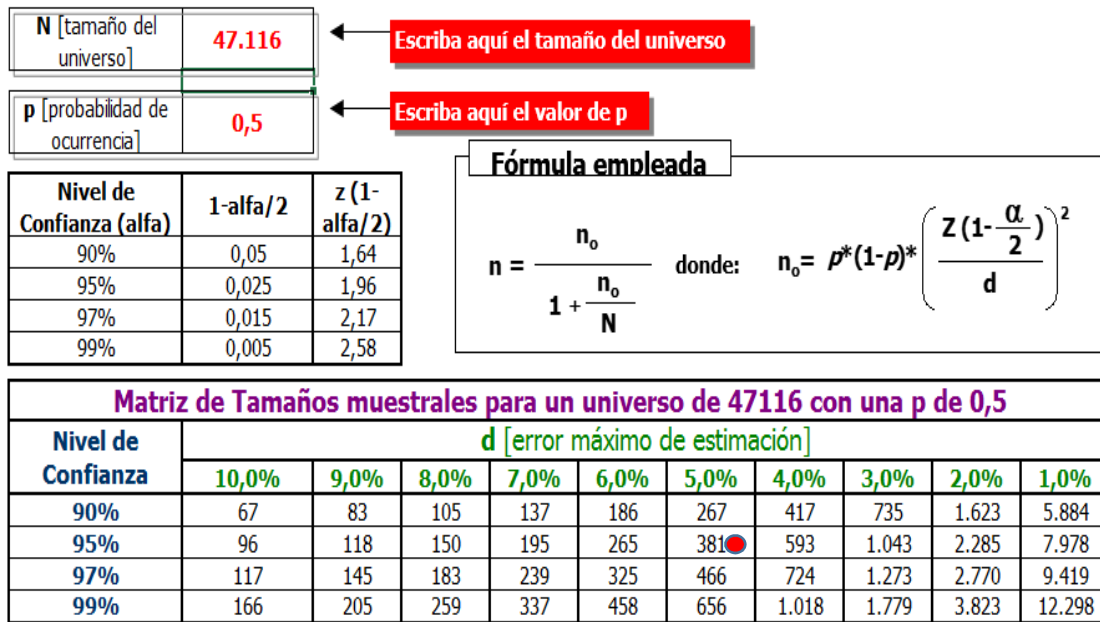 N [tamaño del
universo]
47.116
Escriba aquí el tamaño del universo
p [probabilidad de
ocurrencia]
0,5
Escriba aquí el valor de p
Nivel de
Confianza (alfa) 1-alfa/2 z (1-
alfa/2)
90% 0,05 1,64
95% 0,025 1,96
97% 0,015 2,17
99% 0,005 2,58
Fórmula empleada
n = n₀ / (1 + n₀ / N) donde: n₀= p*(1-p)* ( Z (1- α / 2 ) / d )²
Matriz de Tamaños muestrales para un universo de 47116 con una p de 0,5
Nivel de
Confianza
d [error máximo de estimación]
10,0% 9,0% 8,0% 7,0% 6,0% 5,0% 4,0% 3,0% 2,0% 1,0%
90% 67 83 105 137 186 267 417 735 1.623 5.884
95% 96 118 150 195 265 381 593 1.043 2.285 7.978
97% 117 145 183 239 325 466 724 1.273 2.770 9.419
99% 166 205 259 337 458 656 1.018 1.779 3.823 12.298